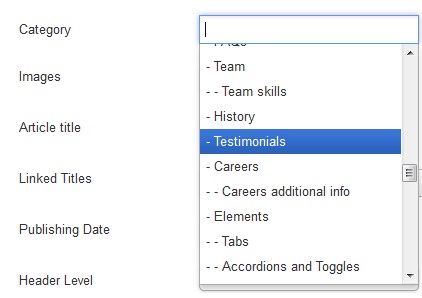 Category
- Team
- - Team skills
Images
- History
Article title
- Testimonials
- Careers
Linked Titles
- - Careers additional info
- Elements
Publishing Date
- - Tabs
- - Accordions and Toggles
Header Level